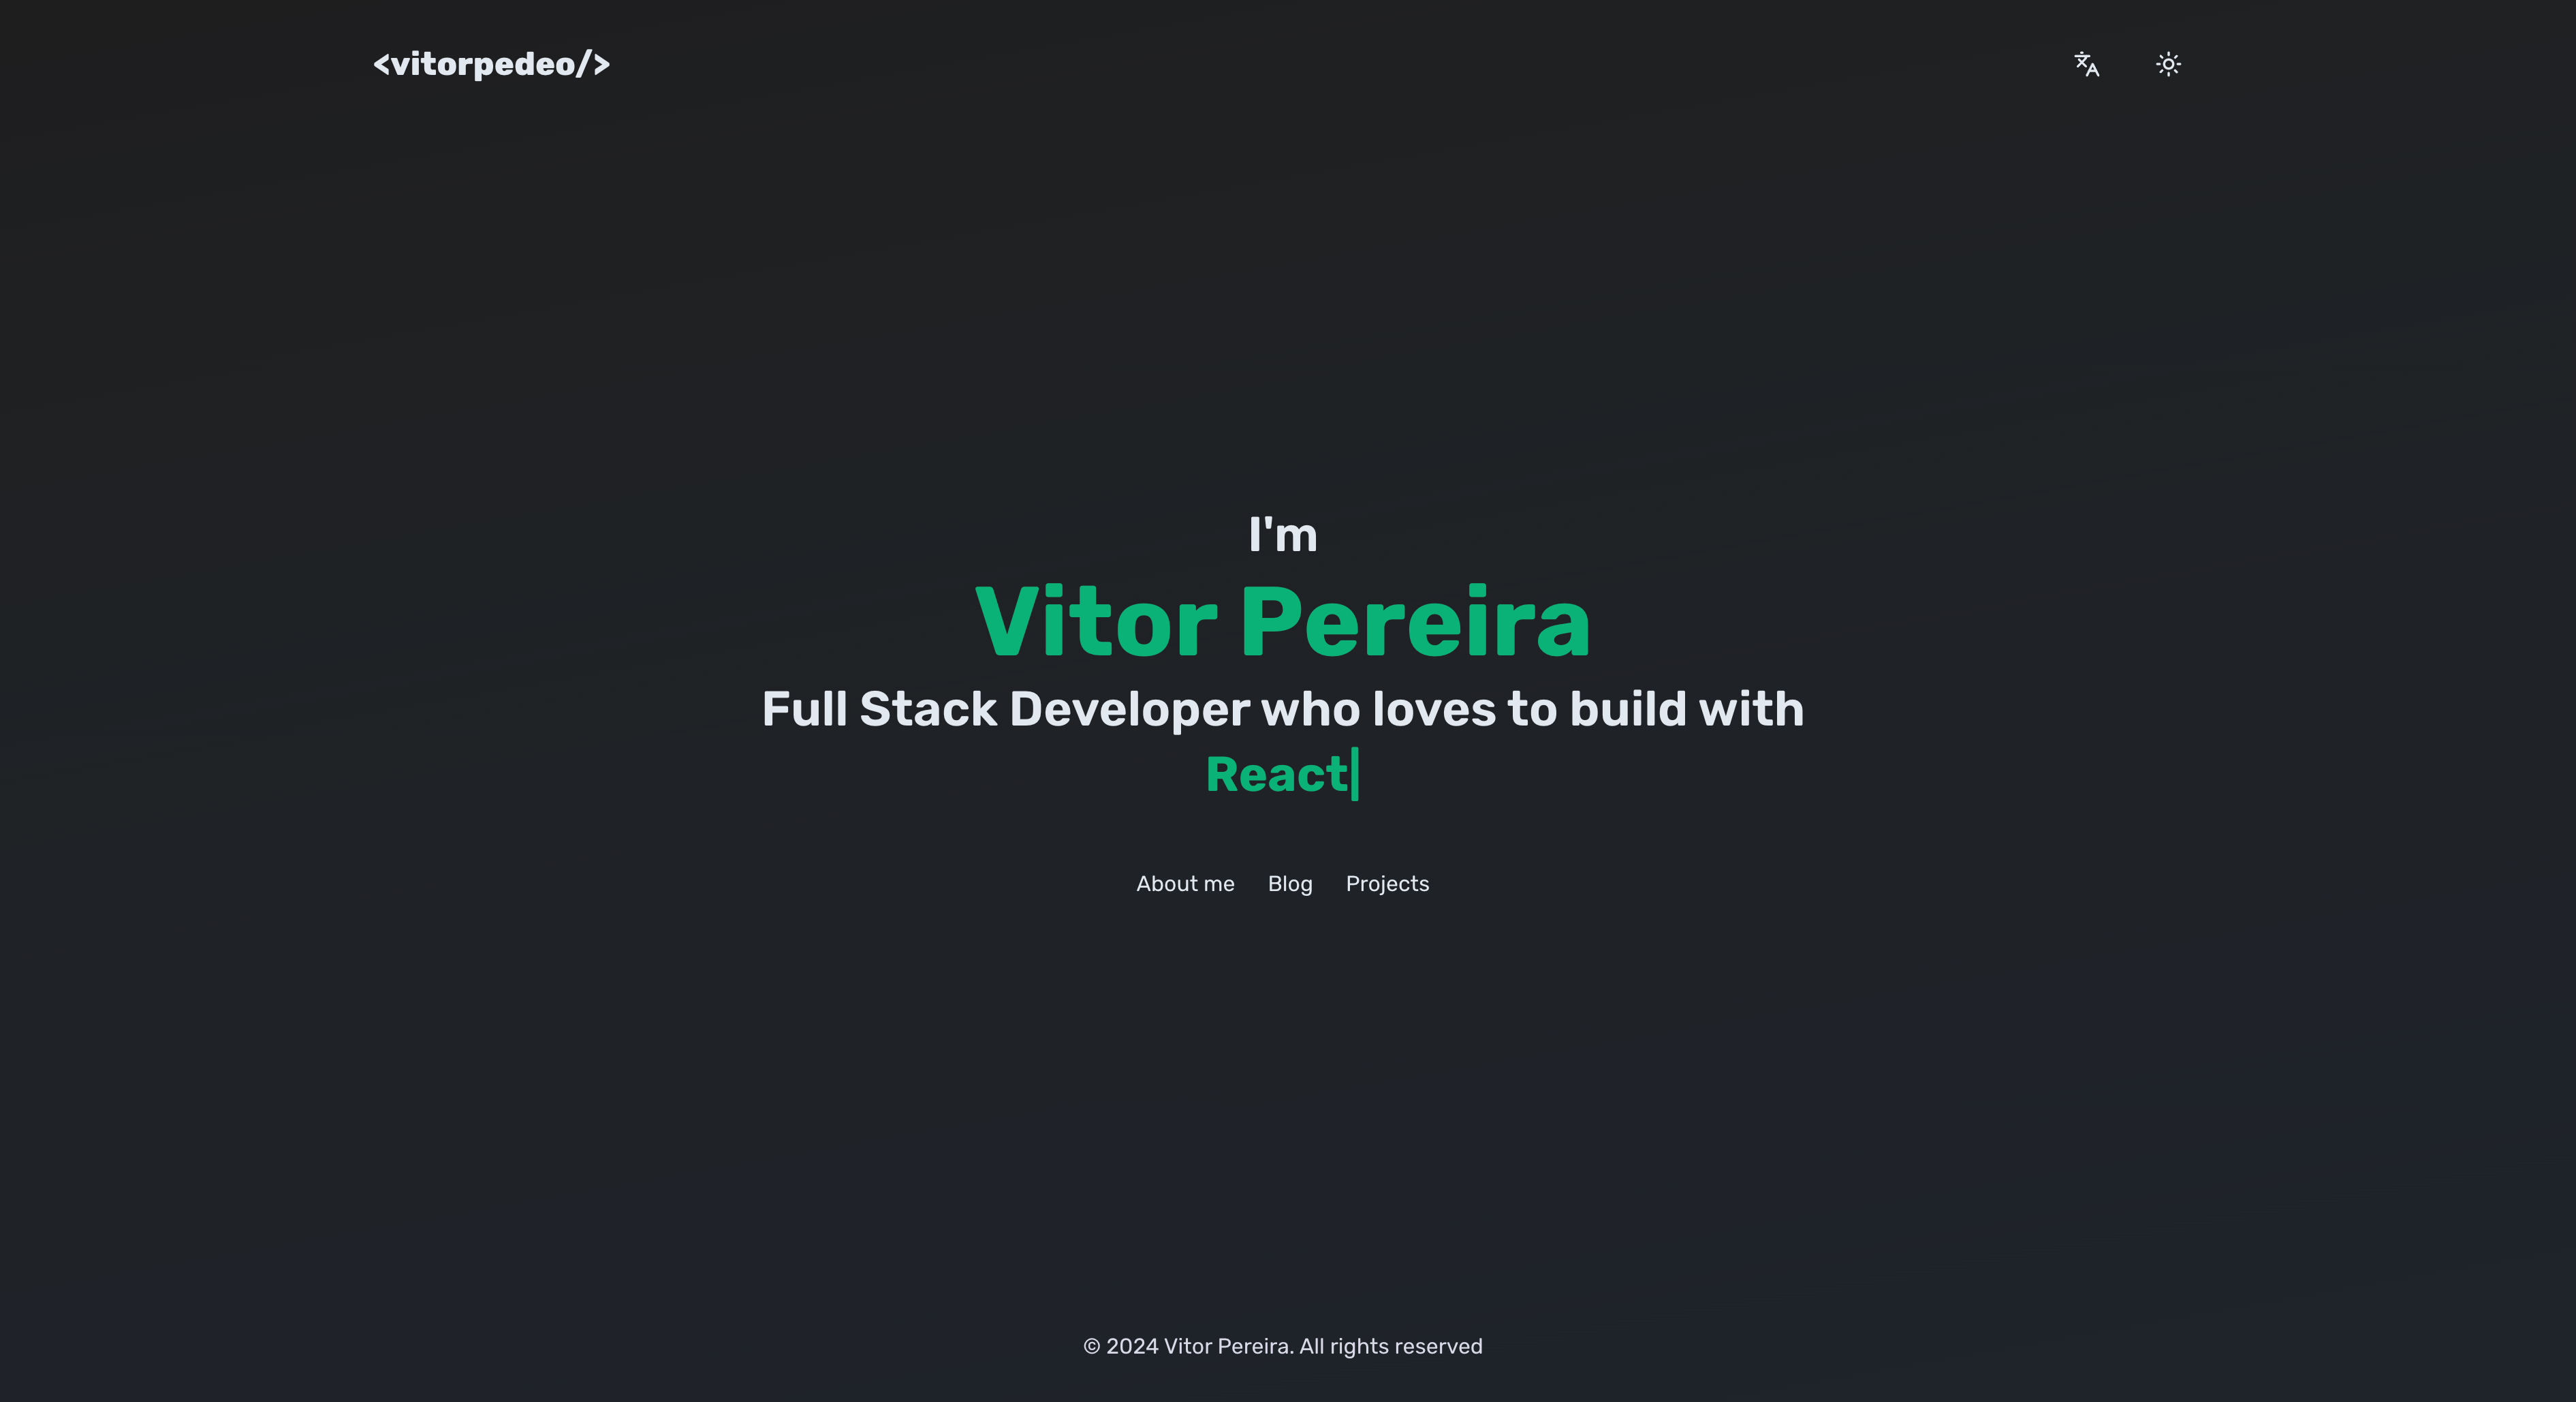 <vitorpedeo/>
I'm
Vitor Pereira
Full Stack Developer who loves to build with
React|
About me Blog Projects
© 2024 Vitor Pereira. All rights reserved